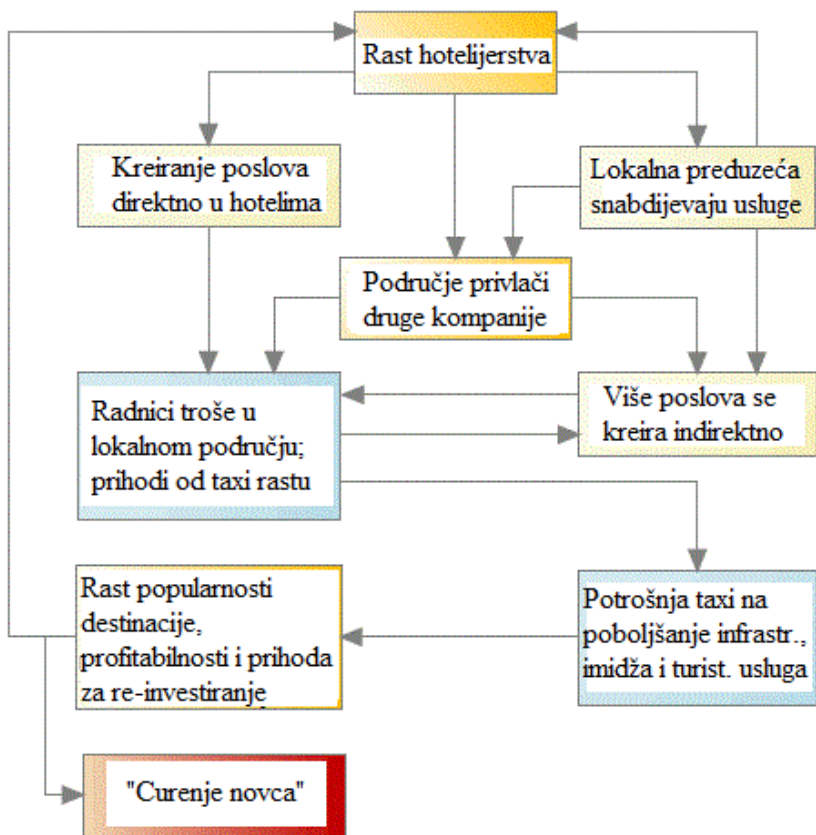 Rast hotelijerstva
Kreiranje poslova
direktno u hotelima
Lokalna preduzeća
snabdijevaju usluge
Područje privlači
druge kompanije
Radnici troše u
lokalnom području;
prihodi od taxi rastu
Više poslova se
kreira indirektno
Rast popularnosti
destinacije,
profitabilnosti i prihoda
za re-investiranje
Potrošnja taxi na
poboljšanje infrastr.,
imidža i turist. usluga
"Curenje novca"